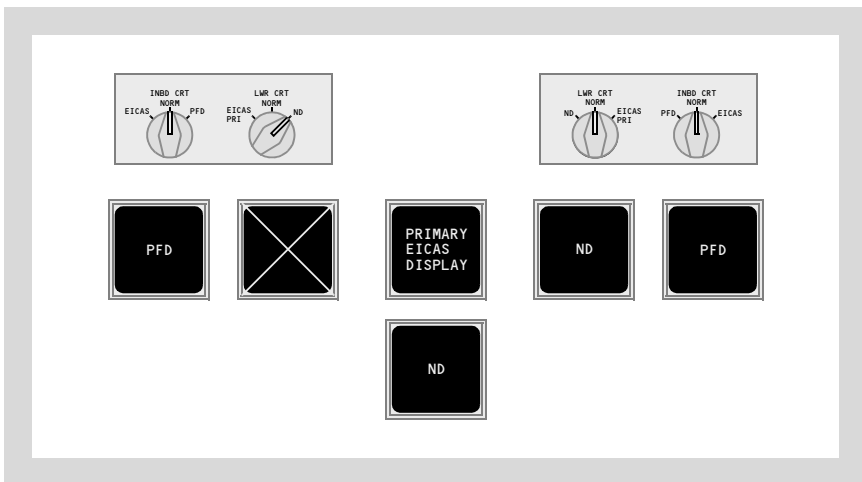 INBD CRT
NORM
EICAS
PFD
LWR CRT
NORM
EICAS
PRI
ND
LWR CRT
NORM
ND
EICAS
PRI
INBD CRT
NORM
PFD
EICAS
PFD
PRIMARY
EICAS
DISPLAY
ND
PFD
ND